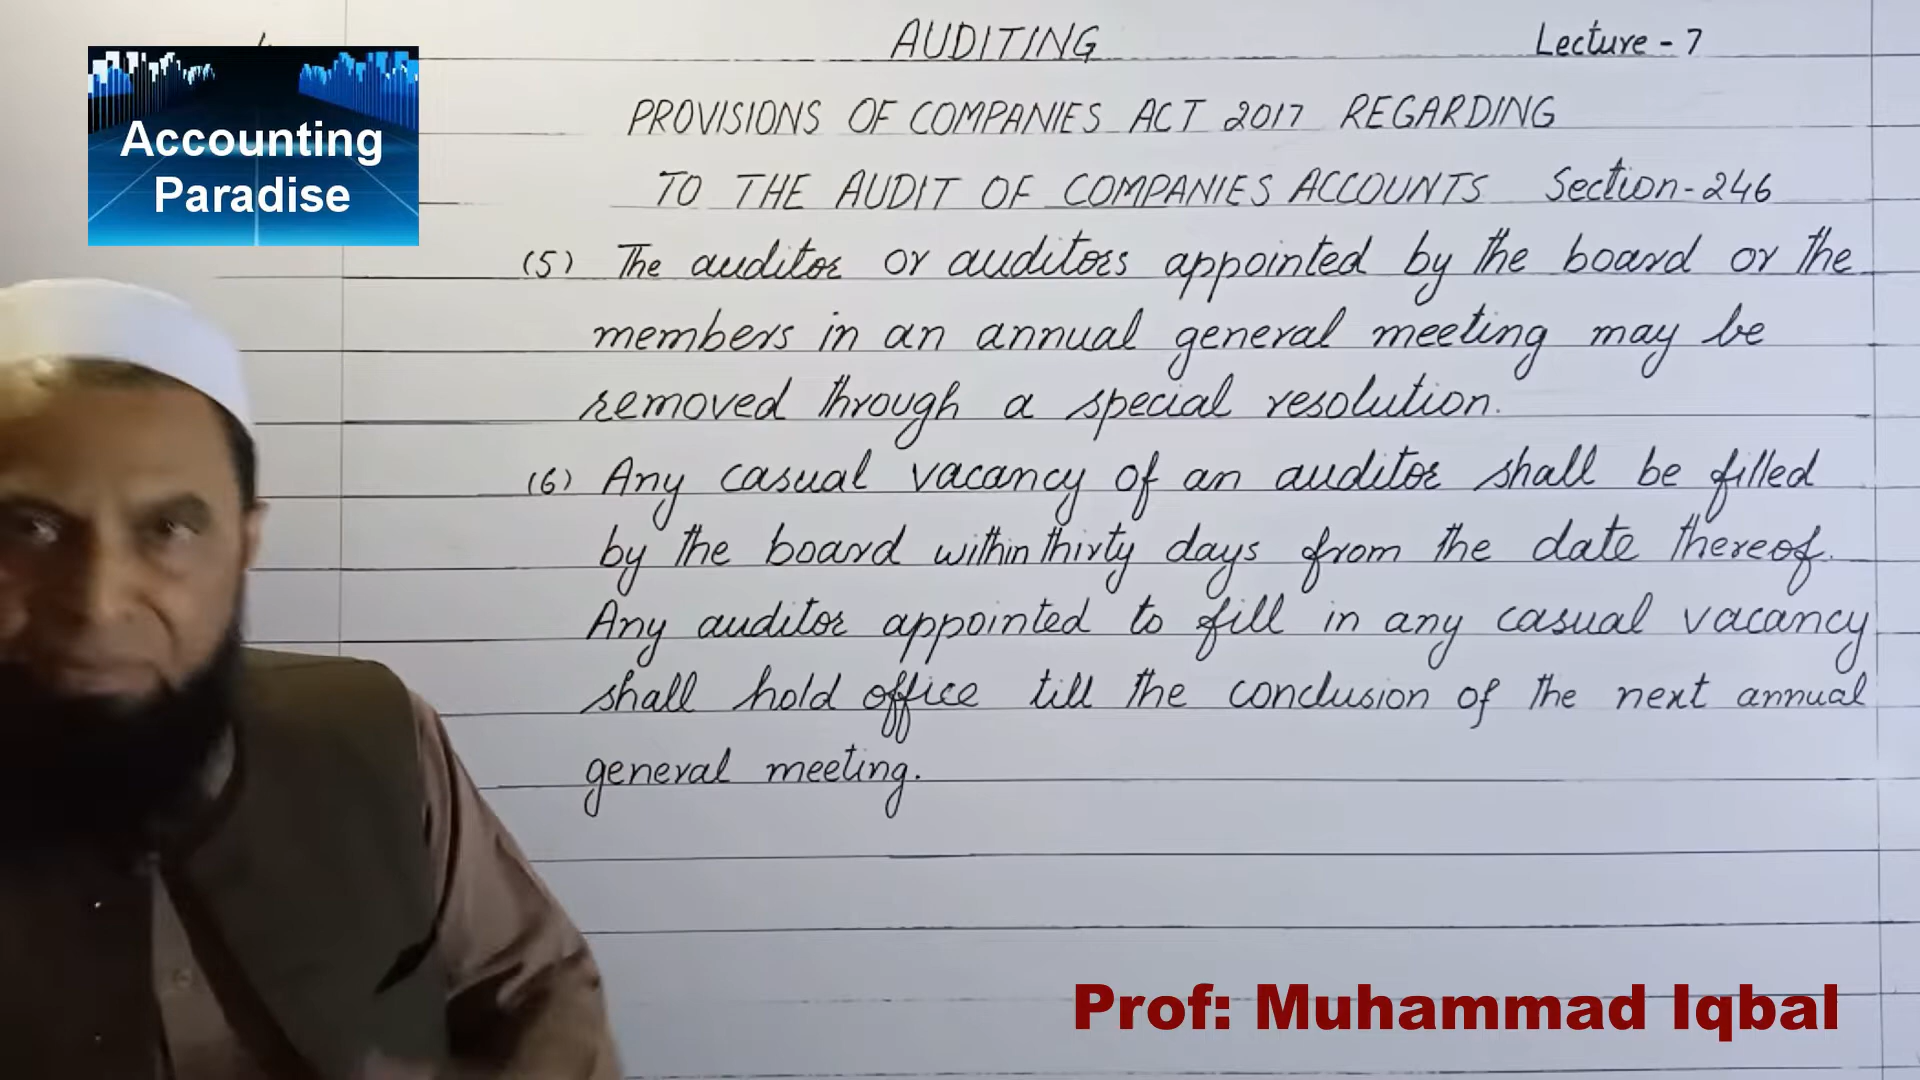 AUDITING
Lecture - 7
Accounting
Paradise
PROVISIONS OF COMPANIES ACT 2017 REGARDING
TO THE AUDIT OF COMPANIES ACCOUNTS Section-246
(5) The auditor or auditors appointed by the board or the
members in an annual general meeting may be
removed through a special resolution.
(6) Any casual vacancy of an auditor shall be filled
by the board within thirty days from the date thereof.
Any auditor appointed to fill in any casual vacancy
shall hold office till the conclusion of the next annual
general meeting.
Prof: Muhammad Iqbal